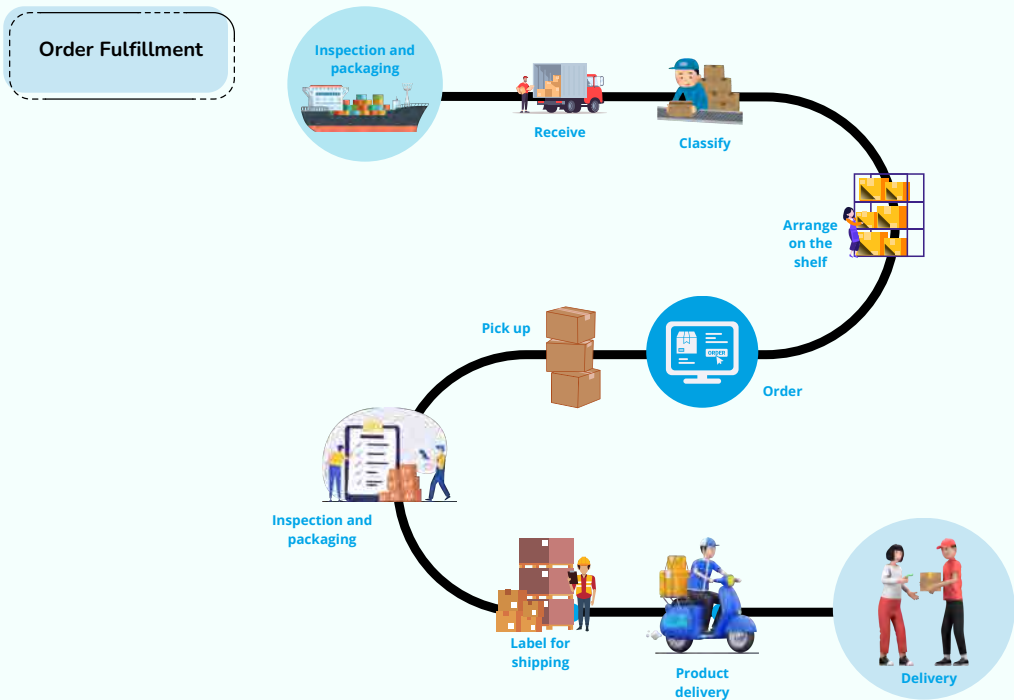 Order Fulfillment
Inspection and
packaging
Receive
Classify
Arrange
on the
shelf
ORDER
Order
Pick up
Inspection and
packaging
Label for
shipping
Product
delivery
Delivery